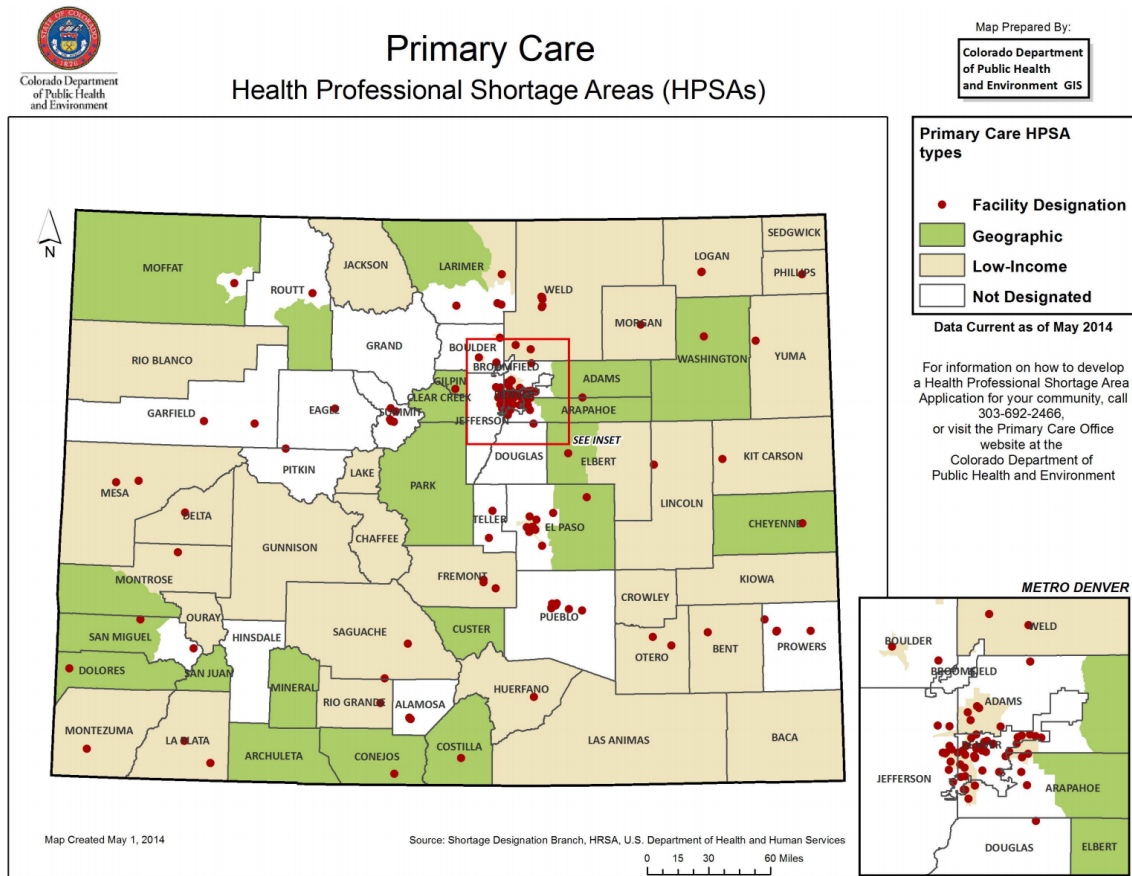 STATE OF COLORADO
1876
Colorado Department
of Public Health
and Environment
Primary Care
Health Professional Shortage Areas (HPSAs)
Map Prepared By:
Colorado Department
of Public Health
and Environment GIS
Primary Care HPSA
types
Facility Designation
Geographic
Low-Income
Not Designated
Data Current as of May 2014
For information on how to develop
a Health Professional Shortage Area
Application for your community, call
303-692-2466,
or visit the Primary Care Office
website at the
Colorado Department of
Public Health and Environment
N
SEDGWICK
LOGAN
PHILLIPS
MOFFAT
JACKSON
LARIMER
ROUTT
WELD
MORGAN
GRAND
BOULDER
WASHINGTON
YUMA
RIO BLANCO
BROOMFIELD
GILPIN
ADAMS
CLEAR CREEK
GARFIELD
EAGLE
SUMMIT
ARAPAHOE
JEFFERSON
SEE INSET
DOUGLAS
ELBERT
KIT CARSON
PITKIN
LAKE
PARK
MESA
LINCOLN
DELTA
TELLER
CHEYENNE
EL PASO
CHAFFEE
GUNNISON
FREMONT
MONTROSE
KIOWA
CROWLEY
OURAY
PUEBLO
SAGUACHE
CUSTER
SAN MIGUEL
HINSDALE
PROWERS
BENT
OTERO
DOLORES
SAN JUAN
MINERAL
HUERFANO
RIO GRANDE
ALAMOSA
MONTEZUMA
LA PLATA
LAS ANIMAS
BACA
COSTILLA
ARCHULETA
CONEJOS
METRO DENVER
WELD
BOULDER
BROOMFIELD
ADAMS
DENVER
JEFFERSON
ARAPAHOE
DOUGLAS
ELBERT
Map Created May 1, 2014
Source: Shortage Designation Branch, HRSA, U.S. Department of Health and Human Services
0 15 30 60 Miles